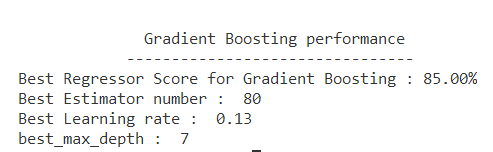 Gradient Boosting performance
--------------------------------
Best Regressor Score for Gradient Boosting : 85.00%
Best Estimator number :  80
Best Learning rate :  0.13
best_max_depth :  7